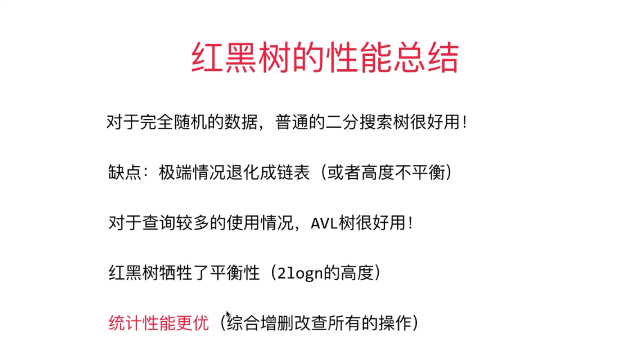 红黑树的性能总结
对于完全随机的数据，普通的二分搜索树很好用！
缺点：极端情况退化成链表（或者高度不平衡）
对于查询较多的使用情况，AVL树很好用！
红黑树牺牲了平衡性（2logn的高度）
统计性能更优（综合增删改查所有的操作）